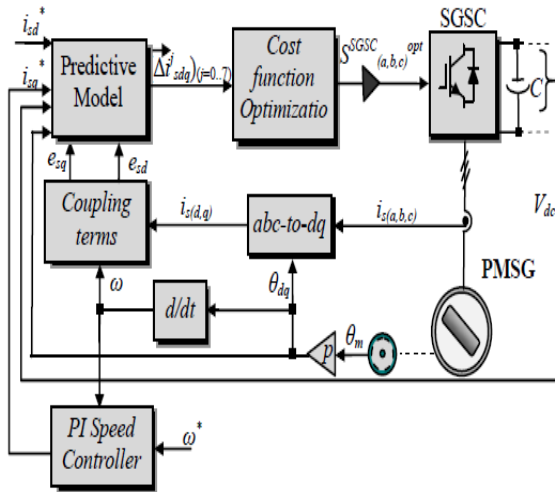 i_sd*
i_sq*
Predictive
Model
Δi^j_sdq)(j=0..7)
Cost
function
Optimizatio
S^SGSC_(a,b,c)^opt
SGSC
C
V_dc
e_sq
e_sd
Coupling
terms
i_s(d,q)
abc-to-dq
i_s(a,b,c)
PMSG
ω
d/dt
θ_dq
p
θ_m
PI Speed
Controller
ω*